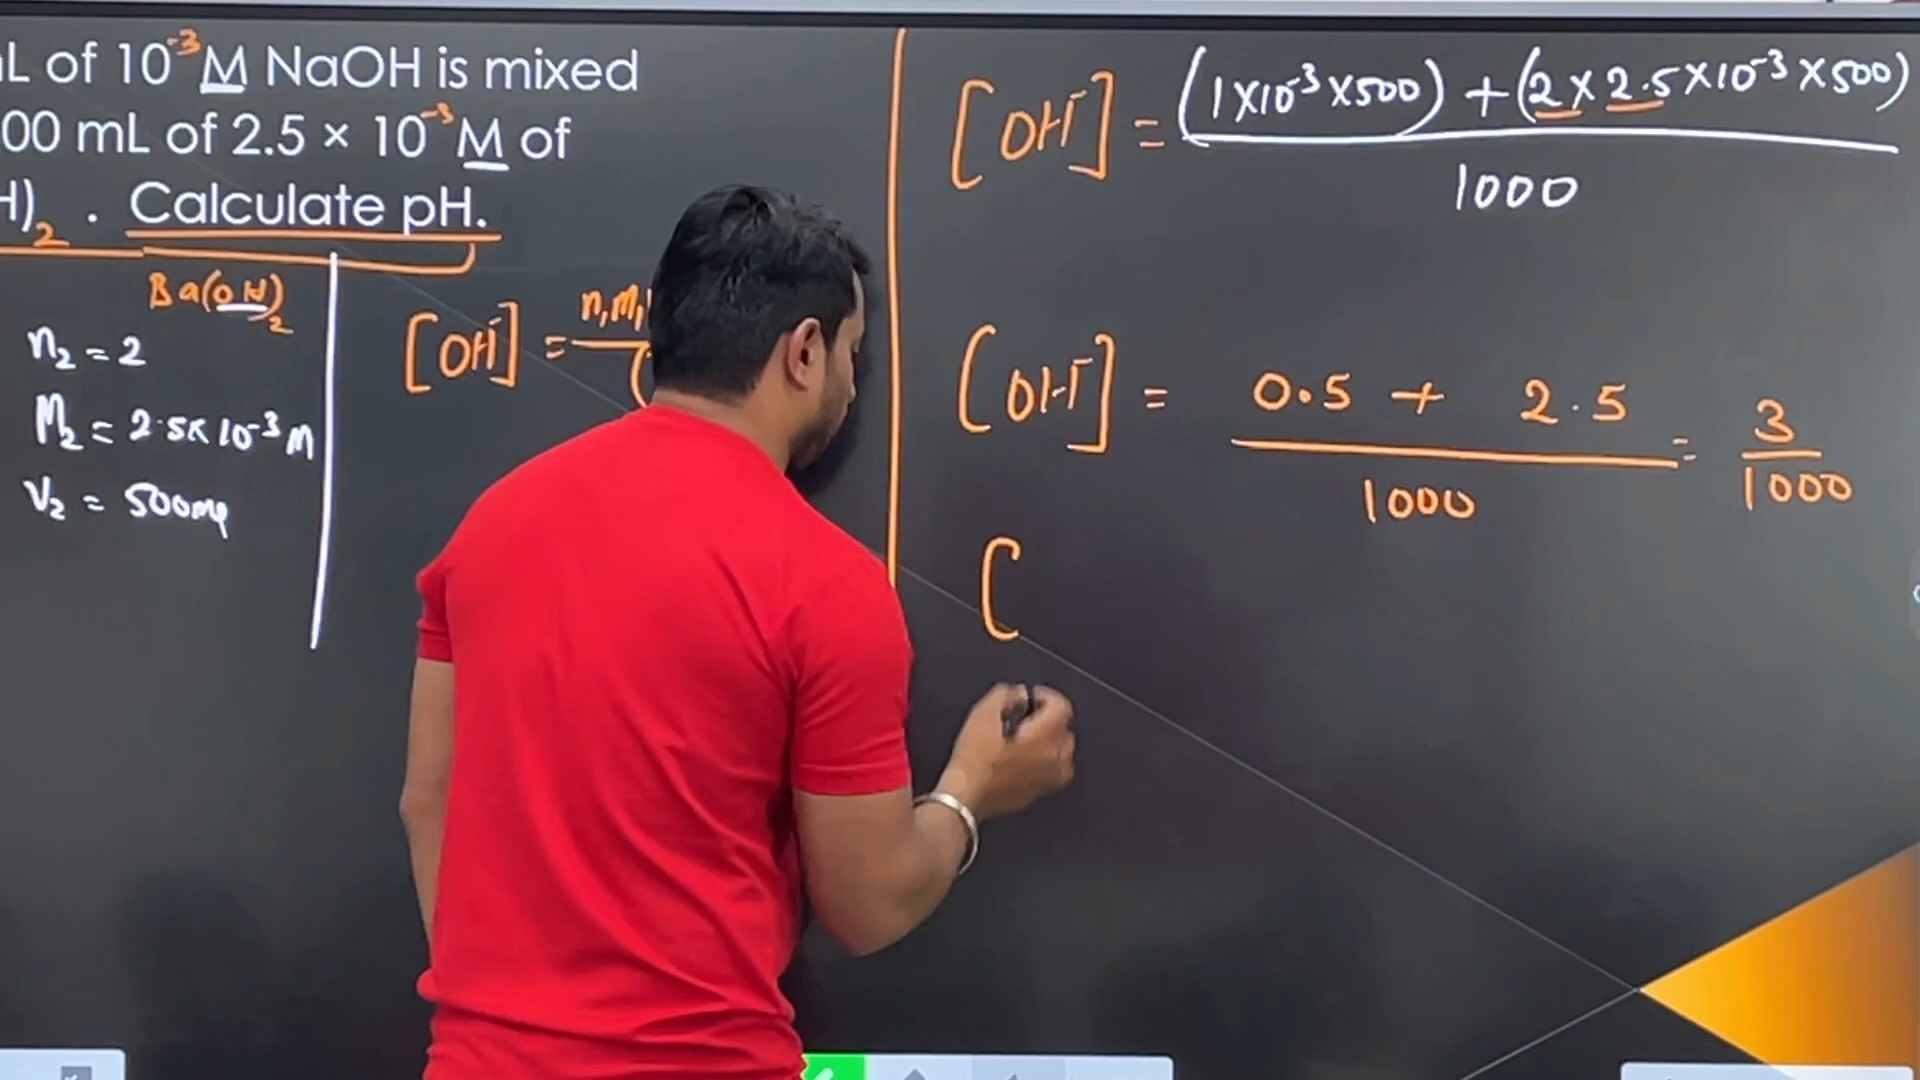 L of 10⁻³ M NaOH is mixed
00 mL of 2.5 × 10⁻³ M of
H)₂ . Calculate pH.
Ba(OH)₂
n₂ = 2
M₂ = 2.5x 10⁻³ M
V₂ = 500ml
[OH⁻] = n₁m₁
(
[OH⁻] = (1×10⁻³×500) + (2×2.5×10⁻³×500)
1000
[OH⁻] = 0.5 + 2.5 = 3
1000 1000
[